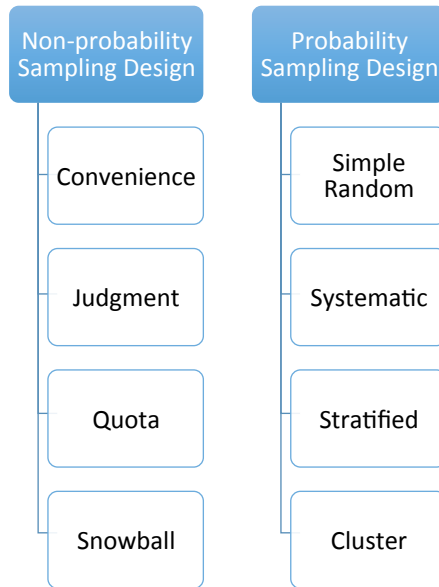 Non-probability
Sampling Design
Convenience
Judgment
Quota
Snowball
Probability
Sampling Design
Simple
Random
Systematic
Stratified
Cluster